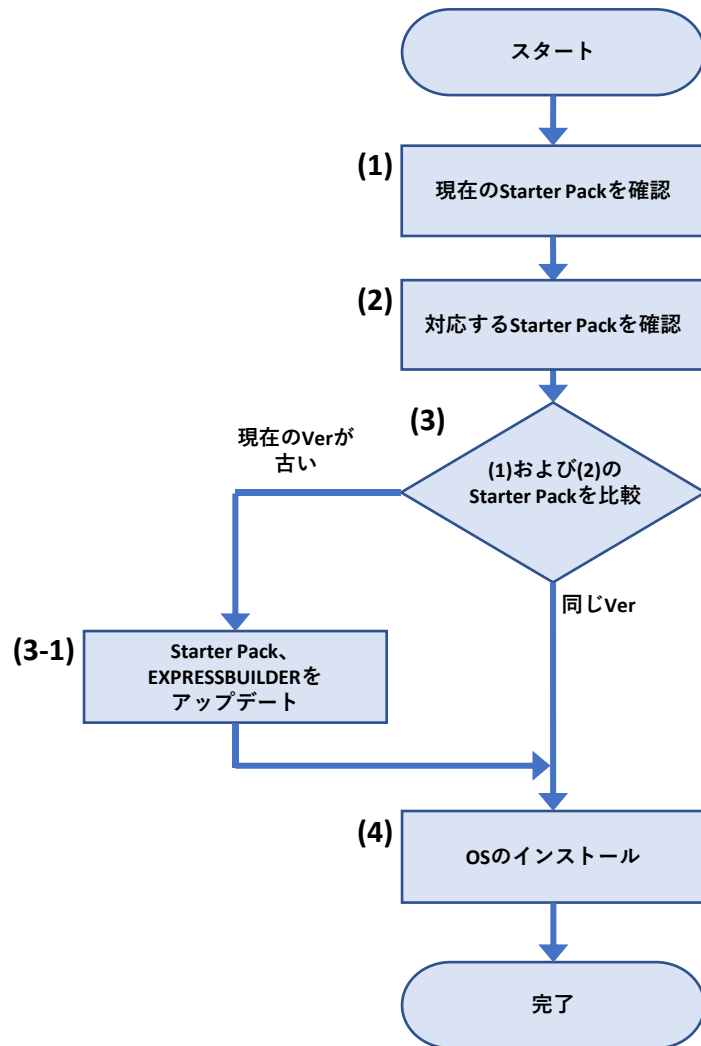 スタート
(1)
現在のStarter Packを確認
(2)
対応するStarter Packを確認
(3)
(1)および(2)の
Starter Packを比較
現在のVerが
古い
同じVer
(3-1)
Starter Pack、
EXPRESSBUILDERを
アップデート
(4)
OSのインストール
完了